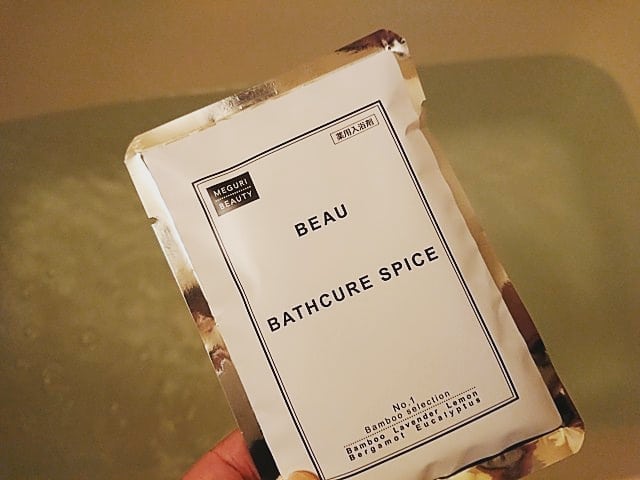 薬用入浴剤
MEGURI
BEAUTY
BEAU
BATHCURE SPICE
No.1
Bamboo selection
Bamboo Lavender Lemon
Bergamot Eucalyptus